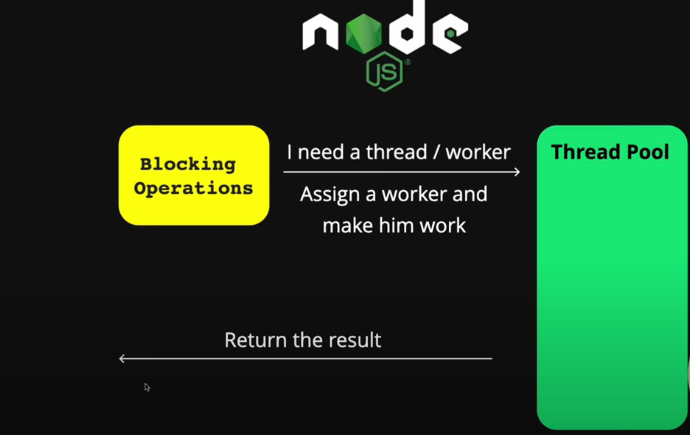 node
JS
®
Blocking
Operations
I need a thread / worker
Assign a worker and
make him work
Thread Pool
Return the result